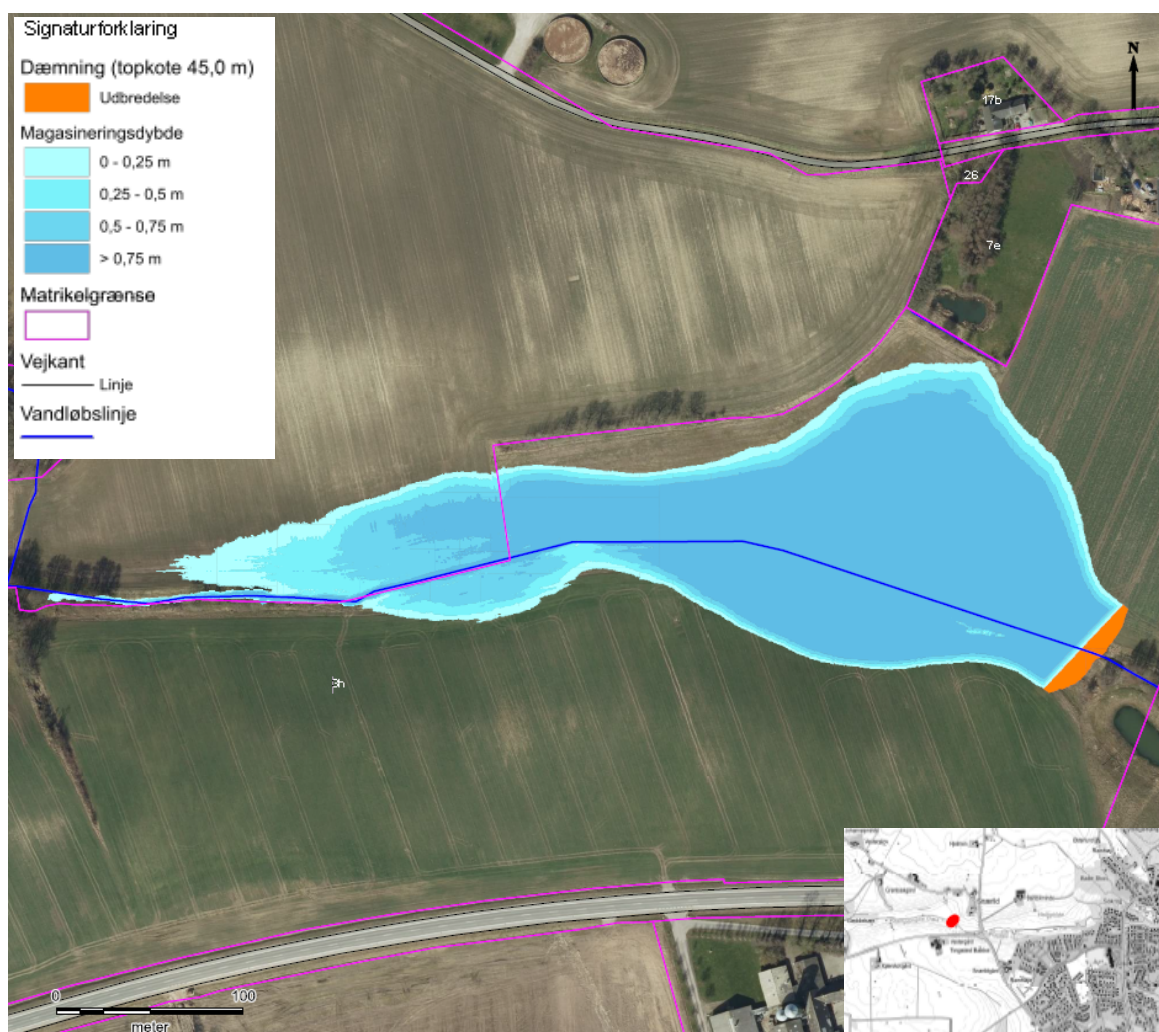 Signaturforklaring
Dæmning (topkote 45,0 m)
Udbredelse
Magasineringsdybde
0 - 0,25 m
0,25 - 0,5 m
0,5 - 0,75 m
> 0,75 m
Matrikelgrænse
Vejkant
Linje
Vandløbslinje
N
17b
26
7e
0 100
meter